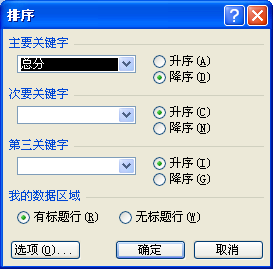 排序
主要关键字
总分
升序(A)
降序(D)
次要关键字
升序(C)
降序(N)
第三关键字
升序(I)
降序(G)
我的数据区域
有标题行(R) 无标题行(W)
选项(O)... 确定 取消